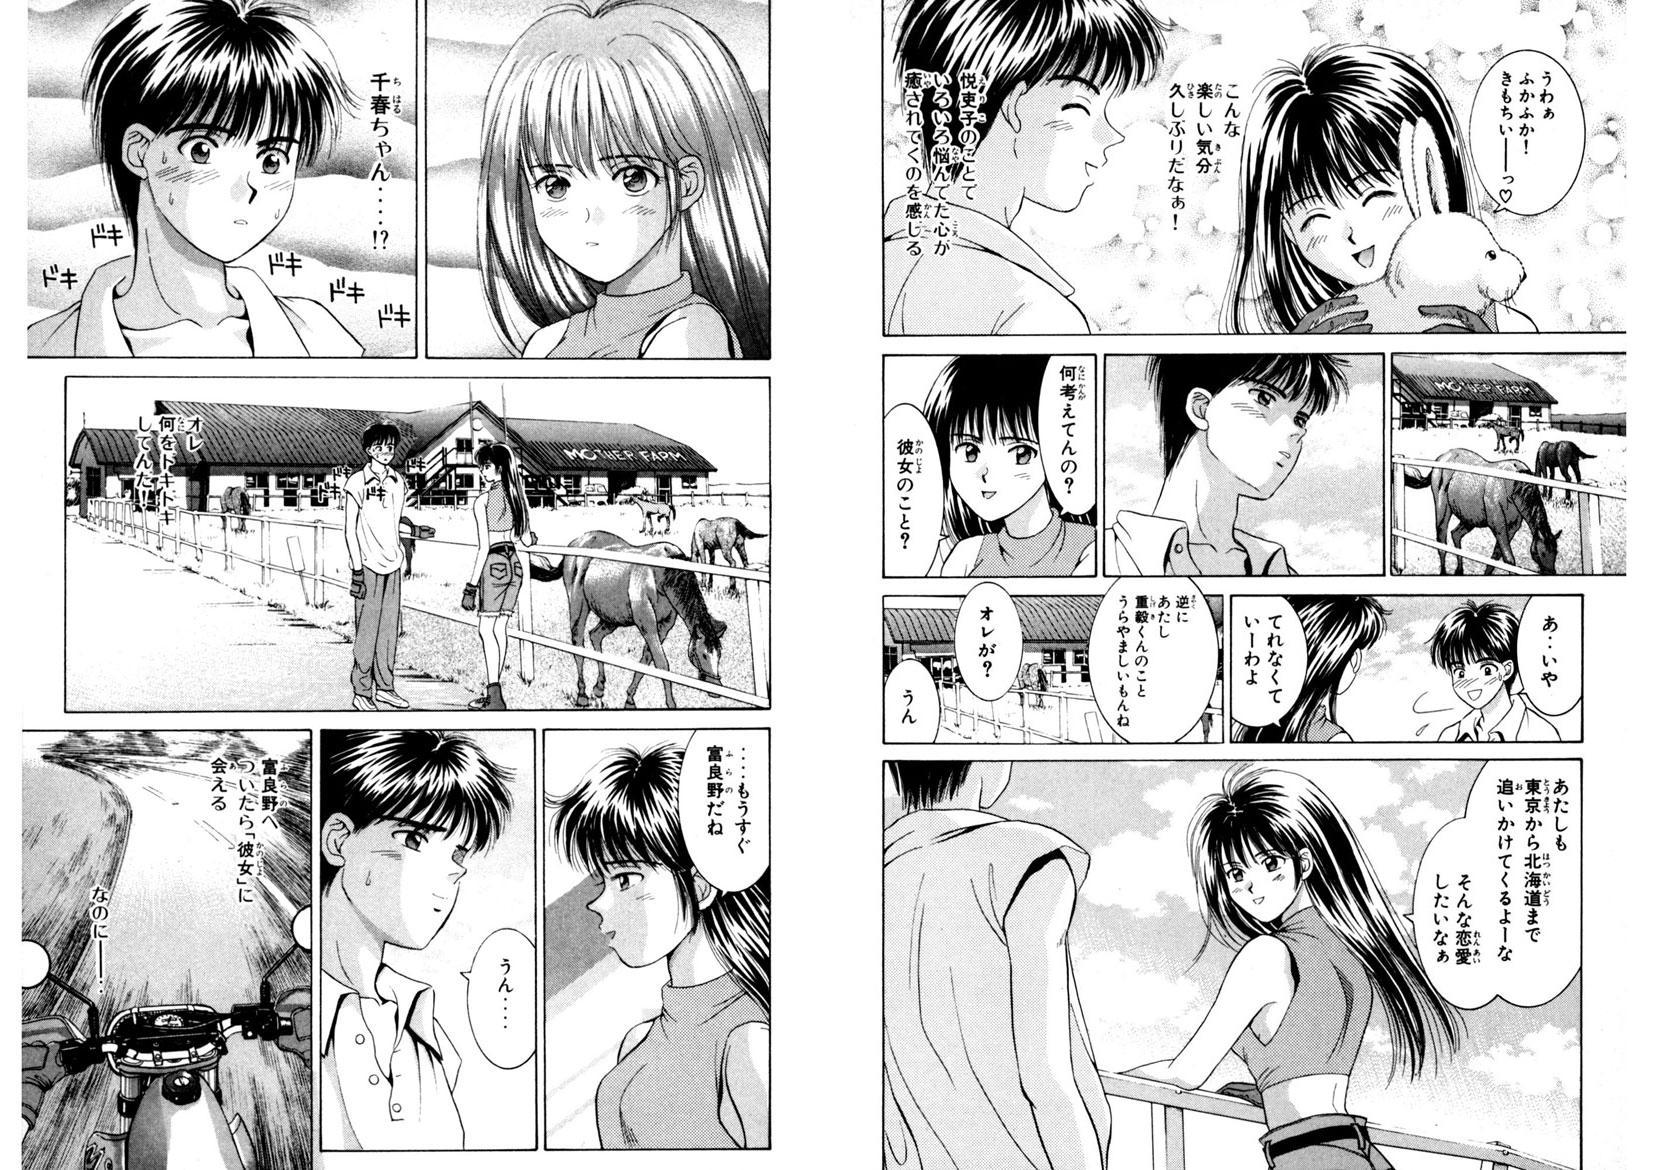 うわぁ
ふかふか！
きもちいーーっ♡
こんな
楽しい気分
久しぶりだなぁ！
悦吏子のことで
いろいろ悩んでた心が
癒されてくのを感じる
MOTHER FARM
何考えてんの？
彼女のこと？
あ‥いや
てれなくて
いーわよ
逆に
あたし
重毅くんのこと
うらやましいもんね
オレが？
うん
あたしも
東京から北海道まで
追いかけてくるよーな
そんな恋愛
したいなぁ
千春ちゃん‥‥!?
ドキ
ドキ
ドキ
ドキ
ドキ
MOTHER FARM
オレ
何をドキドキ
してんだ！
ドキ
ドキ
ドキ
ドキ
‥‥もうすぐ
富良野だね
うん‥‥
富良野へ
ついたら「彼女」に
会える
なのに――‥